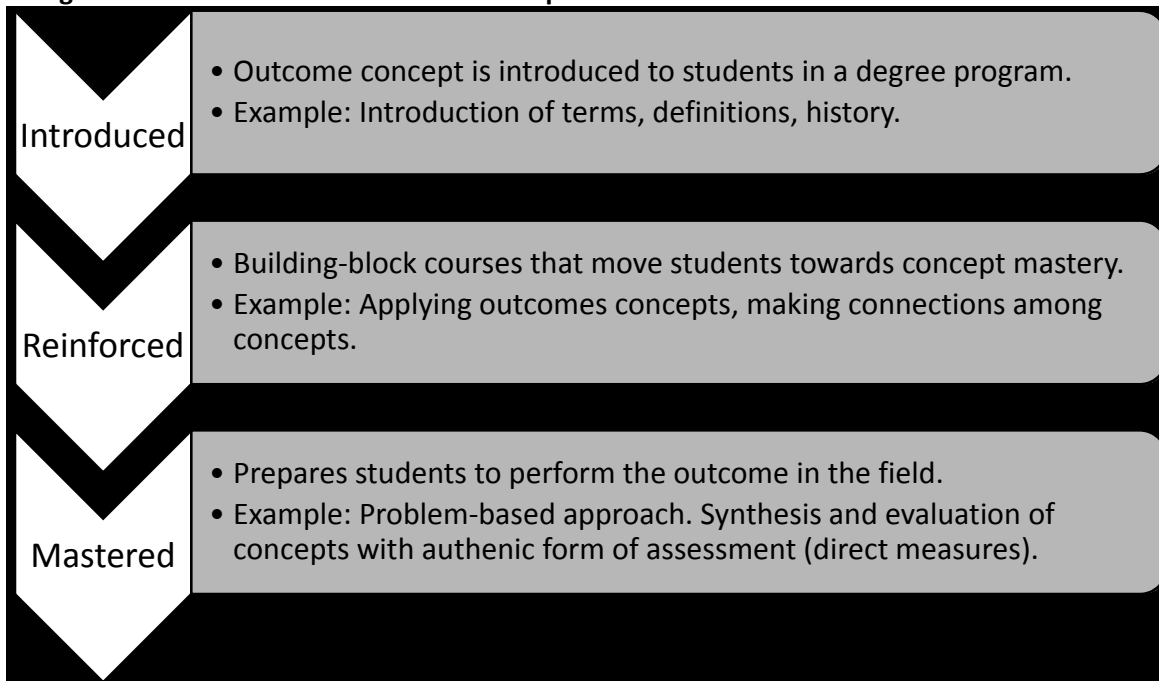 • Outcome concept is introduced to students in a degree program.
• Example: Introduction of terms, definitions, history.
Introduced
• Building-block courses that move students towards concept mastery.
• Example: Applying outcomes concepts, making connections among
concepts.
Reinforced
• Prepares students to perform the outcome in the field.
• Example: Problem-based approach. Synthesis and evaluation of
concepts with authenic form of assessment (direct measures).
Mastered